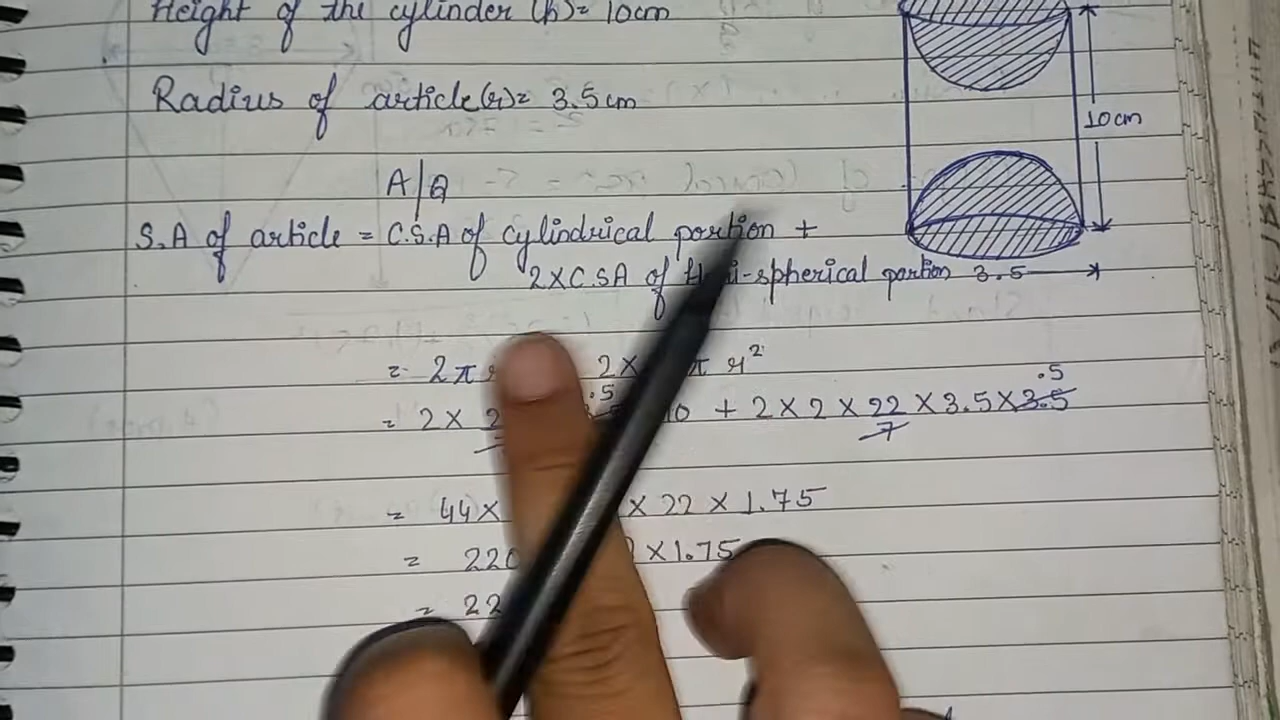 Height of the cylinder (h)= 10cm
Radius of article(r)= 3.5cm
10cm
A/Q
S.A of article = C.S.A of cylindrical portion +
2×C.SA of -spherical portion
3.5
= 2π 2× π r²
.5 .5
= 2 × 10 + 2×2×22×3.5×3.5
7
= 44× ×22×1.75
= 220 ×1.75
= 22